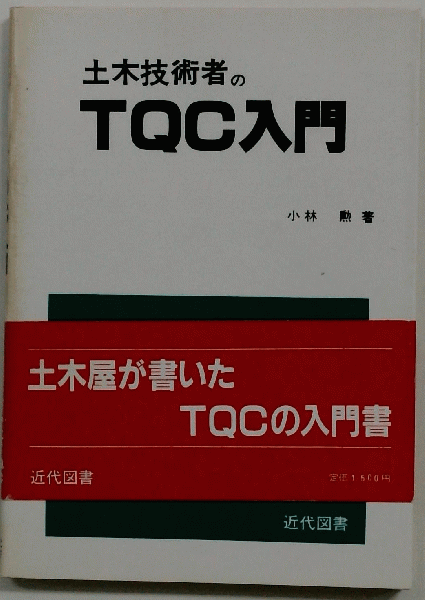 土木技術者の
TQC入門
小林 勲 著
土木屋が書いた
TQCの入門書
近代図書
定価1,500円
近代図書